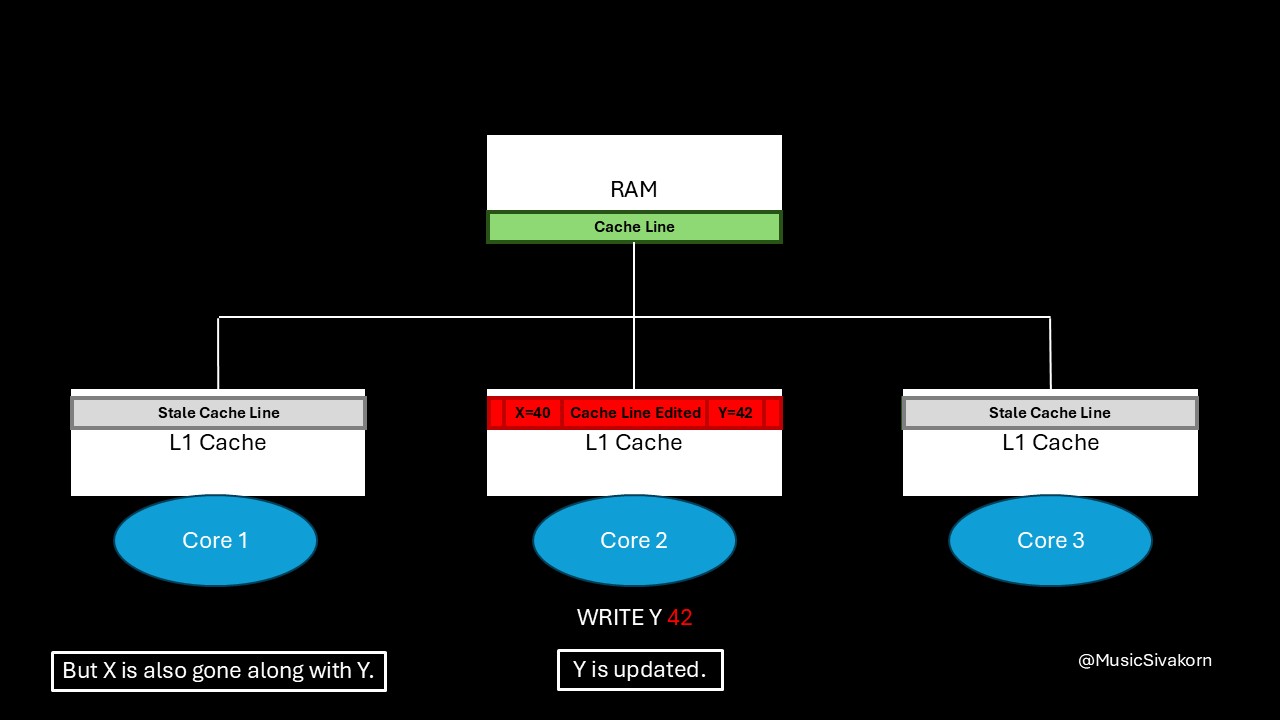 RAM
Cache Line
Stale Cache Line
L1 Cache
X=40
Cache Line Edited
Y=42
L1 Cache
Stale Cache Line
L1 Cache
Core 1
Core 2
Core 3
WRITE Y 42
But X is also gone along with Y.
Y is updated.
@MusicSivakorn